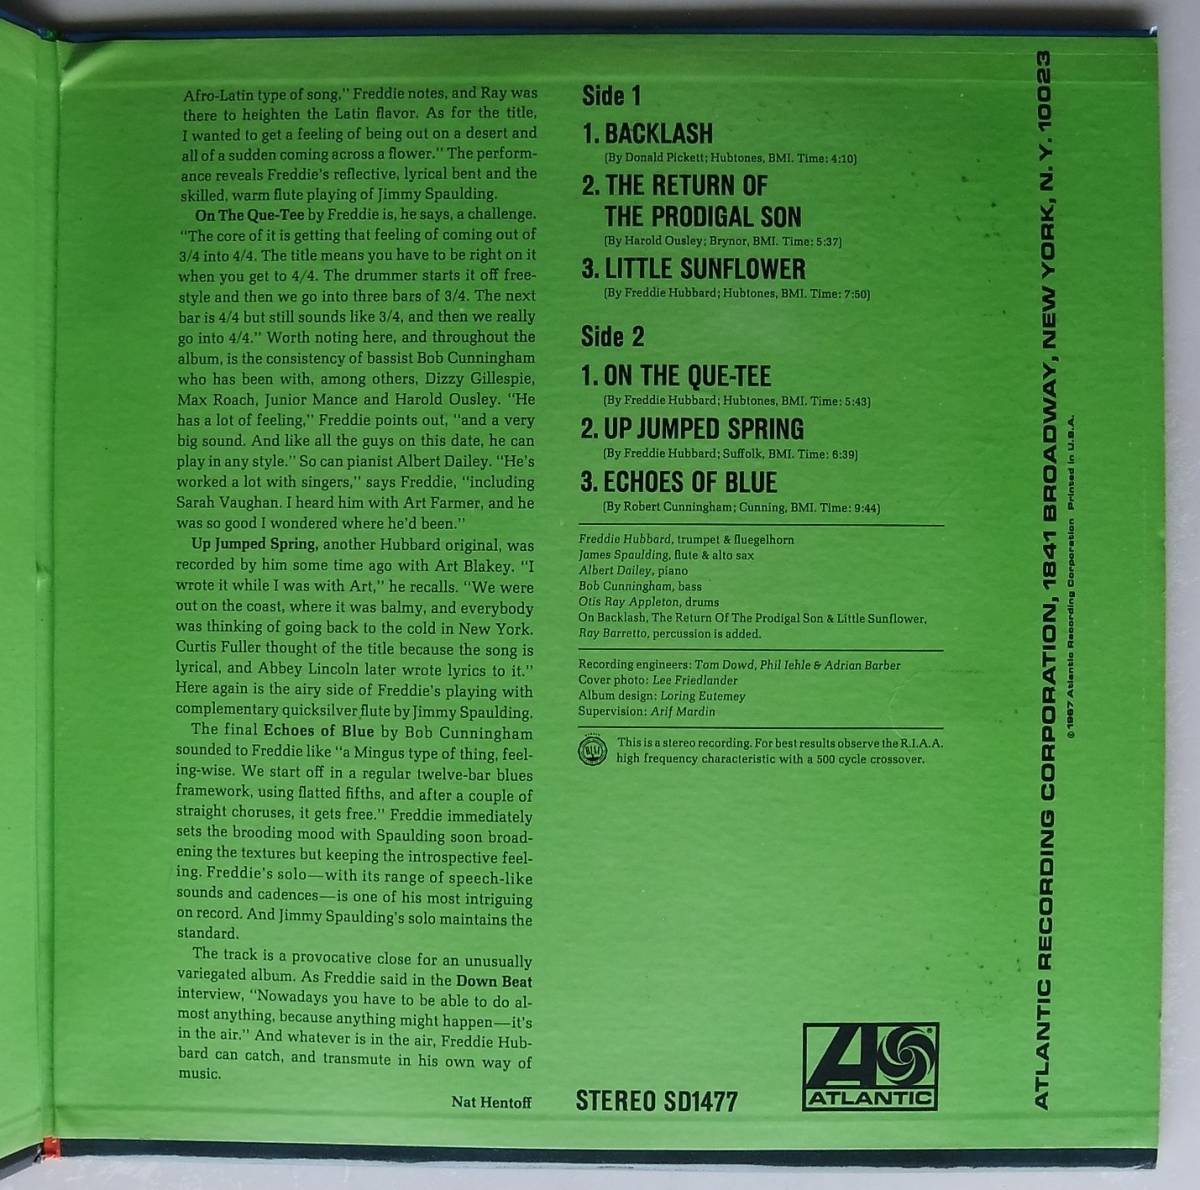 Afro-Latin type of song," Freddie notes, and Ray was
there to heighten the Latin flavor. As for the title,
I wanted to get a feeling of being out on a desert and
all of a sudden coming across a flower." The perform-
ance reveals Freddie's reflective, lyrical bent and the
skilled, warm flute playing of Jimmy Spaulding.
On The Que-Tee by Freddie is, he says, a challenge.
"The core of it is getting that feeling of coming out of
3/4 into 4/4. The title means you have to be right on it
when you get to 4/4. The drummer starts it off free-
style and then we go into three bars of 3/4. The next
bar is 4/4 but still sounds like 3/4, and then we really
go into 4/4." Worth noting here, and throughout the
album, is the consistency of bassist Bob Cunningham
who has been with, among others, Dizzy Gillespie,
Max Roach, Junior Mance and Harold Ousley. "He
has a lot of feeling," Freddie points out, "and a very
big sound. And like all the guys on this date, he can
play in any style." So can pianist Albert Dailey. "He's
worked a lot with singers," says Freddie, "including
Sarah Vaughan. I heard him with Art Farmer, and he
was so good I wondered where he'd been."
Up Jumped Spring, another Hubbard original, was
recorded by him some time ago with Art Blakey. "I
wrote it while I was with Art," he recalls. "We were
out on the coast, where it was balmy, and everybody
was thinking of going back to the cold in New York.
Curtis Fuller thought of the title because the song is
lyrical, and Abbey Lincoln later wrote lyrics to it."
Here again is the airy side of Freddie's playing with
complementary quicksilver flute by Jimmy Spaulding.
The final Echoes of Blue by Bob Cunningham
sounded to Freddie like "a Mingus type of thing, feel-
ing-wise. We start off in a regular twelve-bar blues
framework, using flatted fifths, and after a couple of
straight choruses, it gets free." Freddie immediately
sets the brooding mood with Spaulding soon broad-
ening the textures but keeping the introspective feel-
ing. Freddie's solo—with its range of speech-like
sounds and cadences—is one of his most intriguing
on record. And Jimmy Spaulding's solo maintains the
standard.
The track is a provocative close for an unusually
variegated album. As Freddie said in the Down Beat
interview, "Nowadays you have to be able to do al-
most anything, because anything might happen—it's
in the air." And whatever is in the air, Freddie Hub-
bard can catch, and transmute in his own way of
music.
Nat Hentoff
Side 1
1. BACKLASH
(By Donald Pickett; Hubtones, BMI. Time: 4:10)
2. THE RETURN OF
THE PRODIGAL SON
(By Harold Ousley; Brynor, BMI. Time: 5:37)
3. LITTLE SUNFLOWER
(By Freddie Hubbard; Hubtones, BMI. Time: 7:50)
Side 2
1. ON THE QUE-TEE
(By Freddie Hubbard; Hubtones, BMI. Time: 5:43)
2. UP JUMPED SPRING
(By Freddie Hubbard; Suffolk, BMI. Time: 6:39)
3. ECHOES OF BLUE
(By Robert Cunningham; Cunning, BMI. Time: 9:44)
Freddie Hubbard, trumpet & fluegelhorn
James Spaulding, flute & alto sax
Albert Dailey, piano
Bob Cunningham, bass
Otis Ray Appleton, drums
On Backlash, The Return Of The Prodigal Son & Little Sunflower,
Ray Barretto, percussion is added.
Recording engineers: Tom Dowd, Phil Iehle & Adrian Barber
Cover photo: Lee Friedlander
Album design: Loring Eutemey
Supervision: Arif Mardin
This is a stereo recording. For best results observe the R.I.A.A.
high frequency characteristic with a 500 cycle crossover.
STEREO SD1477
ATLANTIC
ATLANTIC RECORDING CORPORATION, 1841 BROADWAY, NEW YORK, N. Y. 10023
© 1967 Atlantic Recording Corporation Printed in U.S.A.